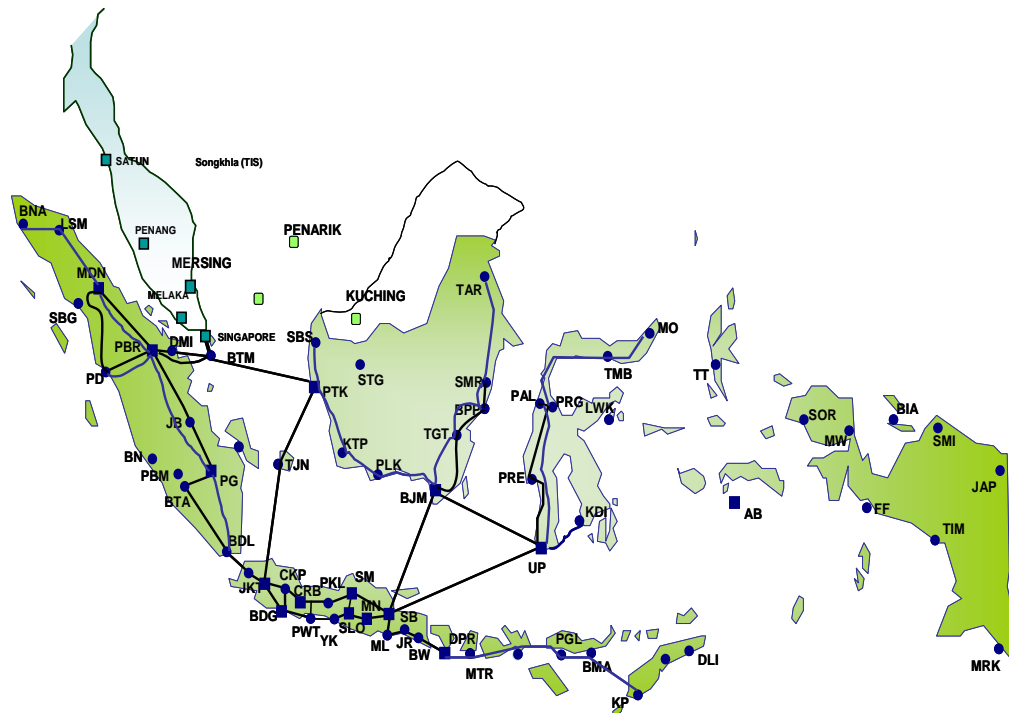 SATUN
Songkhla (TIS)
BNA
LSM
PENANG
PENARIK
MERSING
MDN
MELAKA
KUCHING
TAR
SBG
SINGAPORE
PBR
DMI
BTM
SBS
MO
TMB
TT
PD
STG
SMR
PTK
BPP
PAL
PRG
LWK
SOR
BIA
JB
TGT
MW
SMI
BN
KTP
PBM
PG
TJN
PLK
PRE
JAP
BTA
BJM
KDI
AB
FF
TIM
BDL
UP
JKT
CKP
PKL
SM
CRB
MN
BDG
PWT
YK
SLO
SB
ML
JR
BW
DPR
MTR
PGL
BMA
DLI
MRK
KP